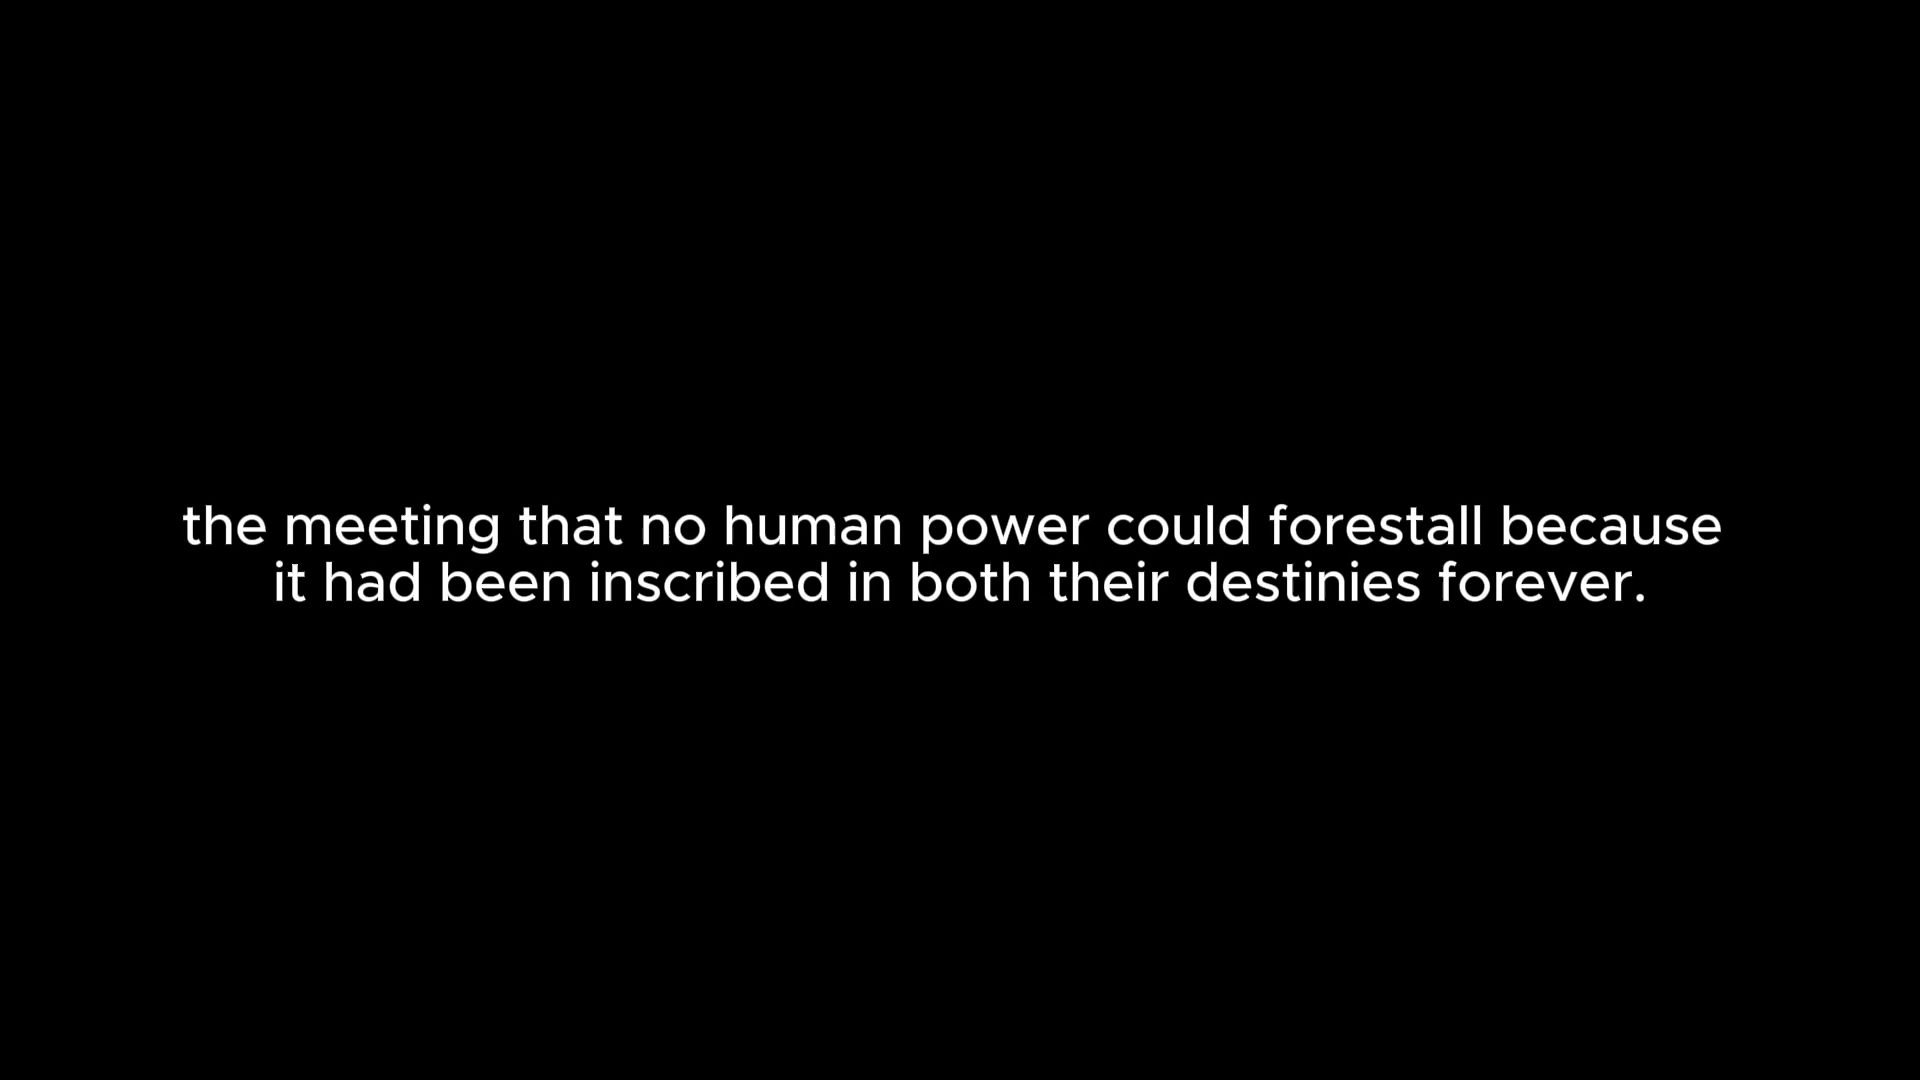 the meeting that no human power could forestall because
it had been inscribed in both their destinies forever.